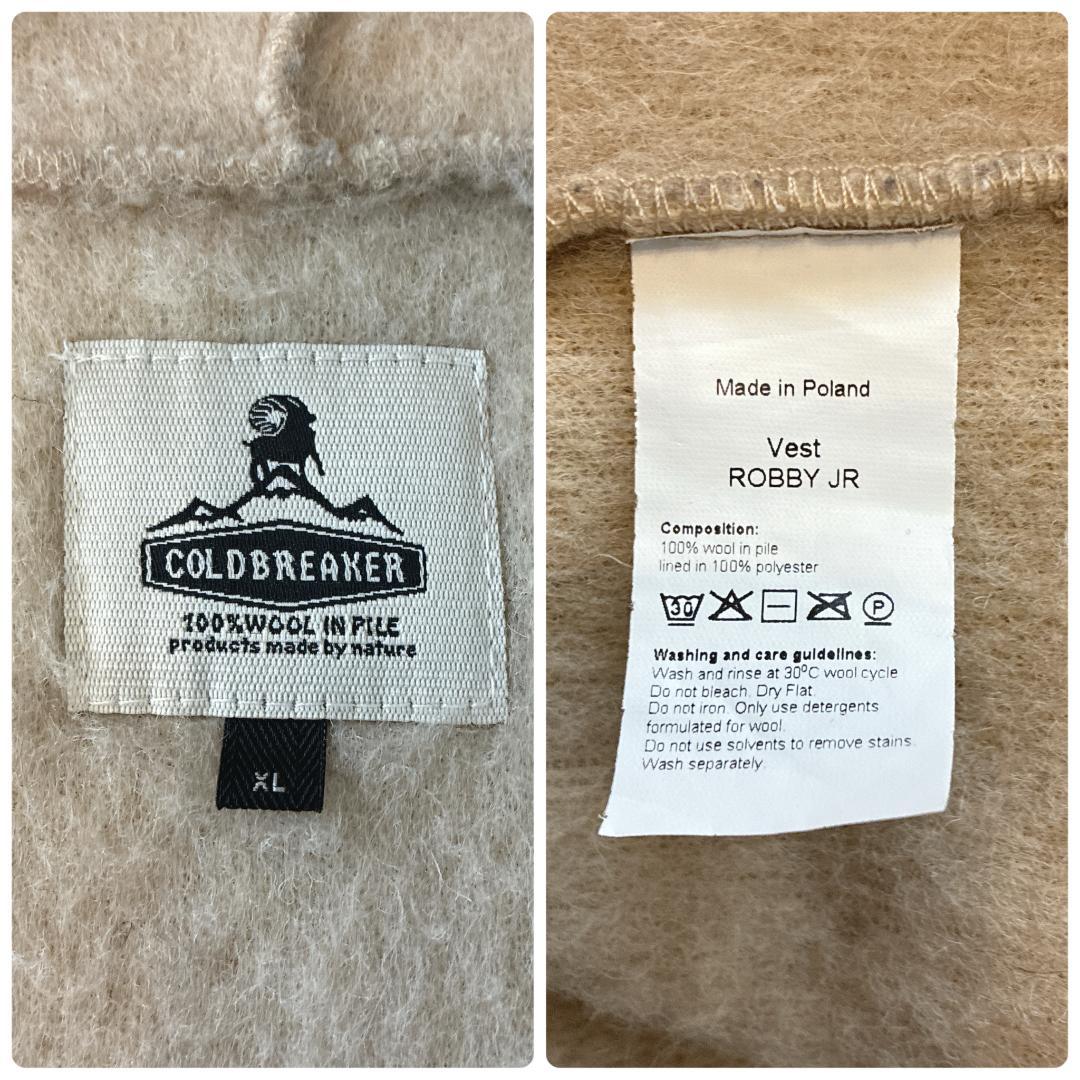 COLDBREAKER
100% WOOL IN PILE
products made by nature
XL
Made in Poland
Vest
ROBBY JR
Composition:
100% wool in pile
lined in 100% polyester
30 P
Washing and care guidelines:
Wash and rinse at 30ºC wool cycle
Do not bleach. Dry Flat.
Do not iron. Only use detergents
formulated for wool.
Do not use solvents to remove stains.
Wash separately.